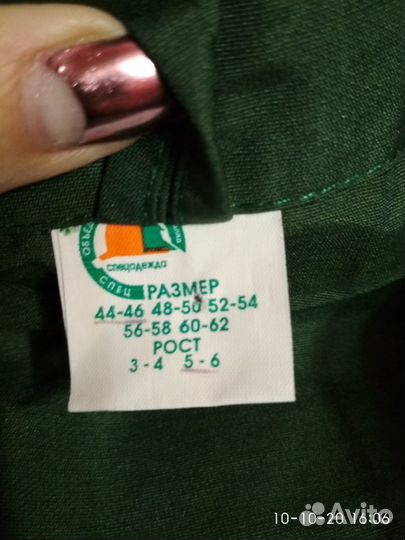 спецодежда
СПЕЦ
РАЗМЕР
44-46 48-50 52-54
56-58 60-62
РОСТ
3-4 5-6
10-10-20 16:06
Avito